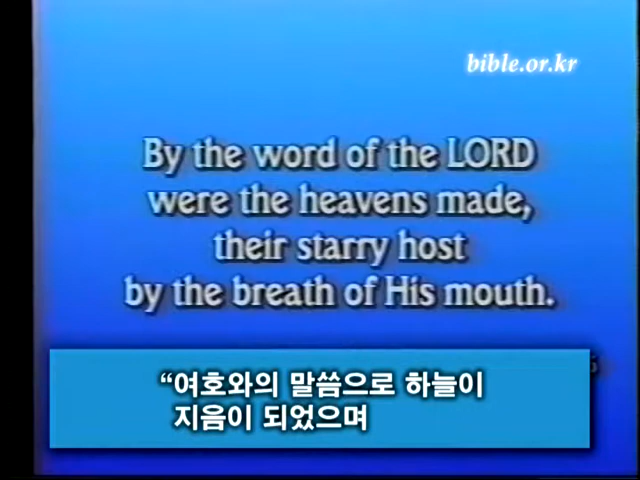 bible.or.kr
By the word of the LORD
were the heavens made,
their starry host
by the breath of His mouth.
“여호와의 말씀으로 하늘이
지음이 되었으며